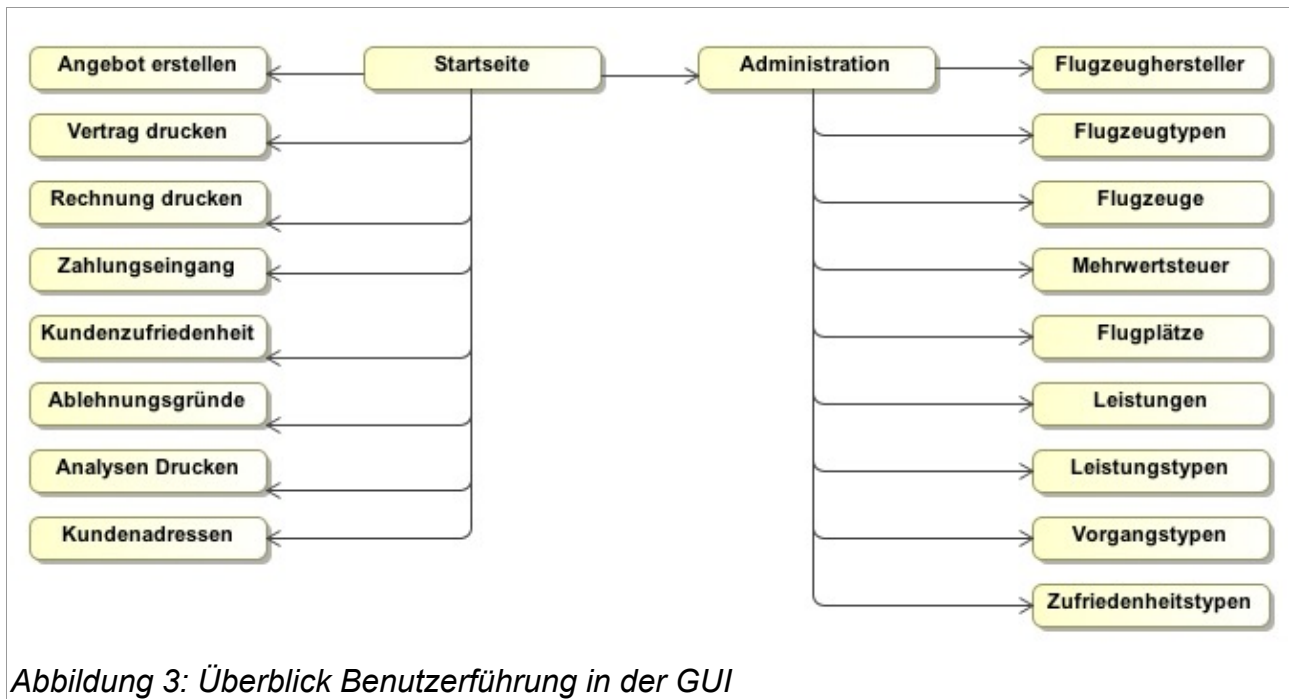 Angebot erstellen
Startseite
Administration
Flugzeughersteller
Vertrag drucken
Flugzeugtypen
Rechnung drucken
Flugzeuge
Zahlungseingang
Mehrwertsteuer
Kundenzufriedenheit
Flugplätze
Ablehnungsgründe
Leistungen
Analysen Drucken
Leistungstypen
Kundenadressen
Vorgangstypen
Zufriedenheitstypen
Abbildung 3: Überblick Benutzerführung in der GUI